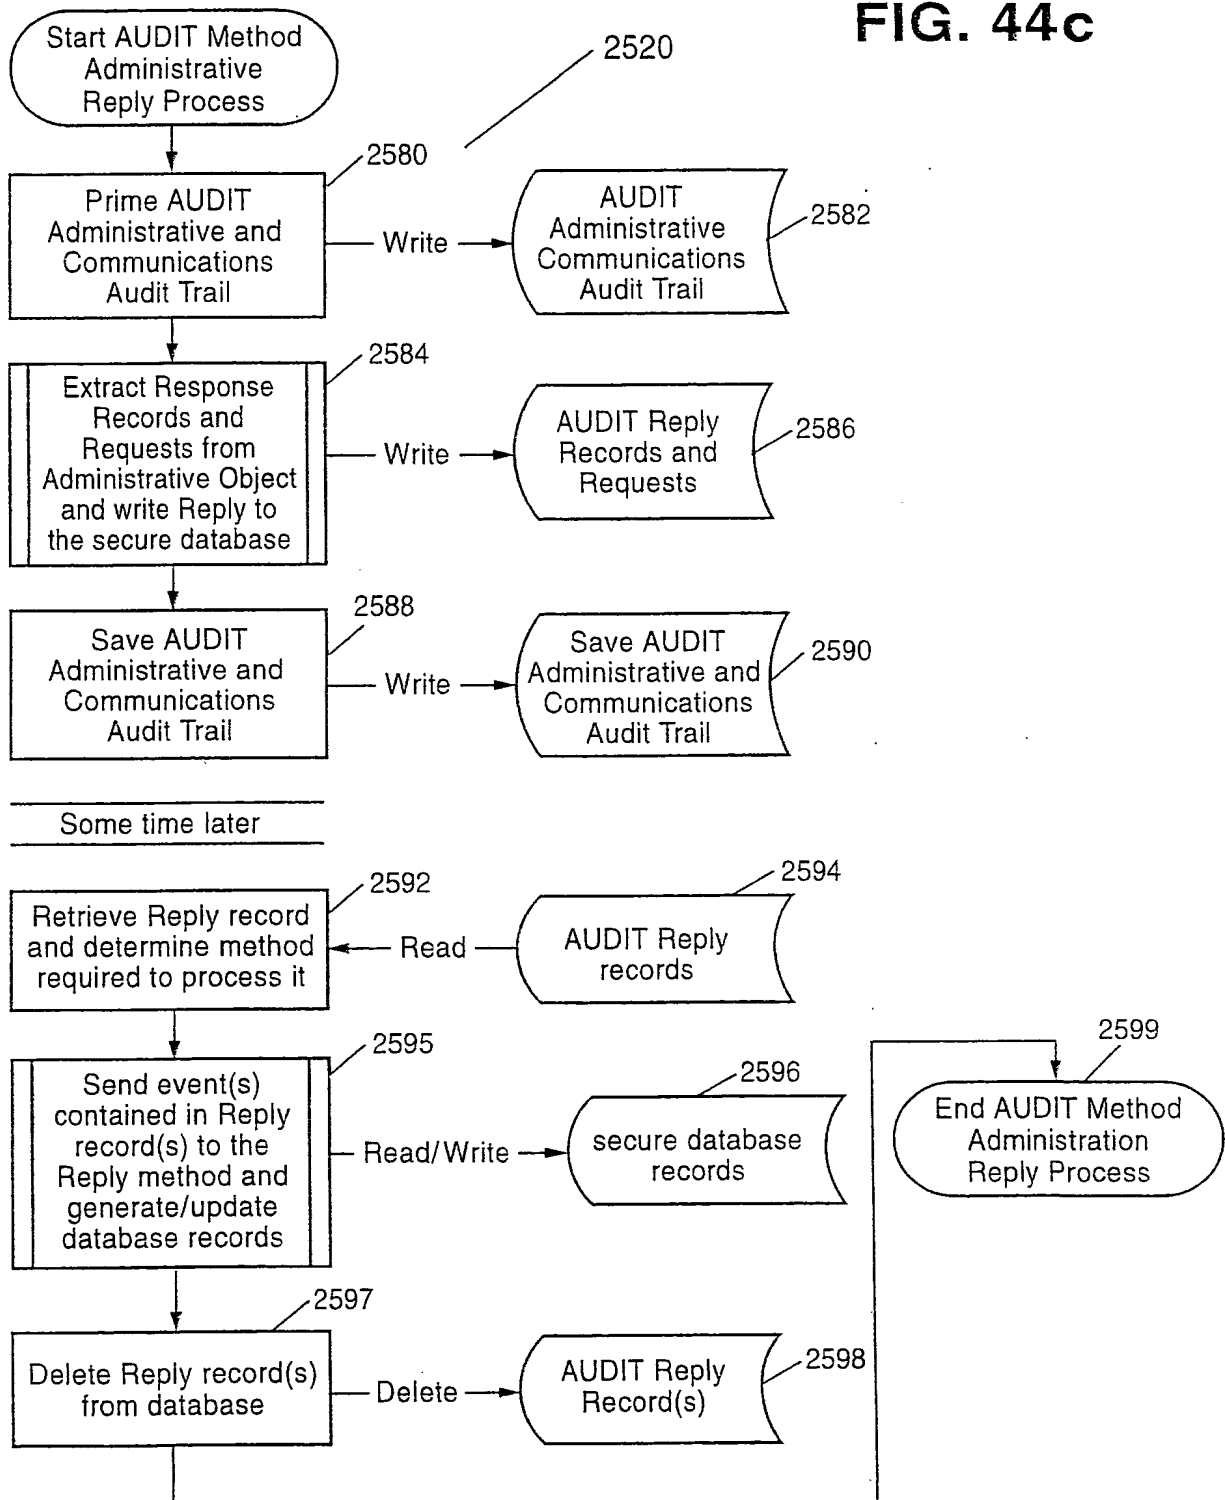 FIG. 44c
Start AUDIT Method
Administrative
Reply Process
2520
2580
Prime AUDIT
Administrative and
Communications
Audit Trail
Write
AUDIT
Administrative
Communications
Audit Trail
2582
2584
Extract Response
Records and
Requests from
Administrative Object
and write Reply to
the secure database
Write
AUDIT Reply
Records and
Requests
2586
2588
Save AUDIT
Administrative and
Communications
Audit Trail
Write
Save AUDIT
Administrative and
Communications
Audit Trail
2590
Some time later
2592
Retrieve Reply record
and determine method
required to process it
Read
2594
AUDIT Reply
records
2595
Send event(s)
contained in Reply
record(s) to the
Reply method and
generate/update
database records
Read/Write
2596
secure database
records
2597
Delete Reply record(s)
from database
Delete
AUDIT Reply
Record(s)
2598
2599
End AUDIT Method
Administration
Reply Process